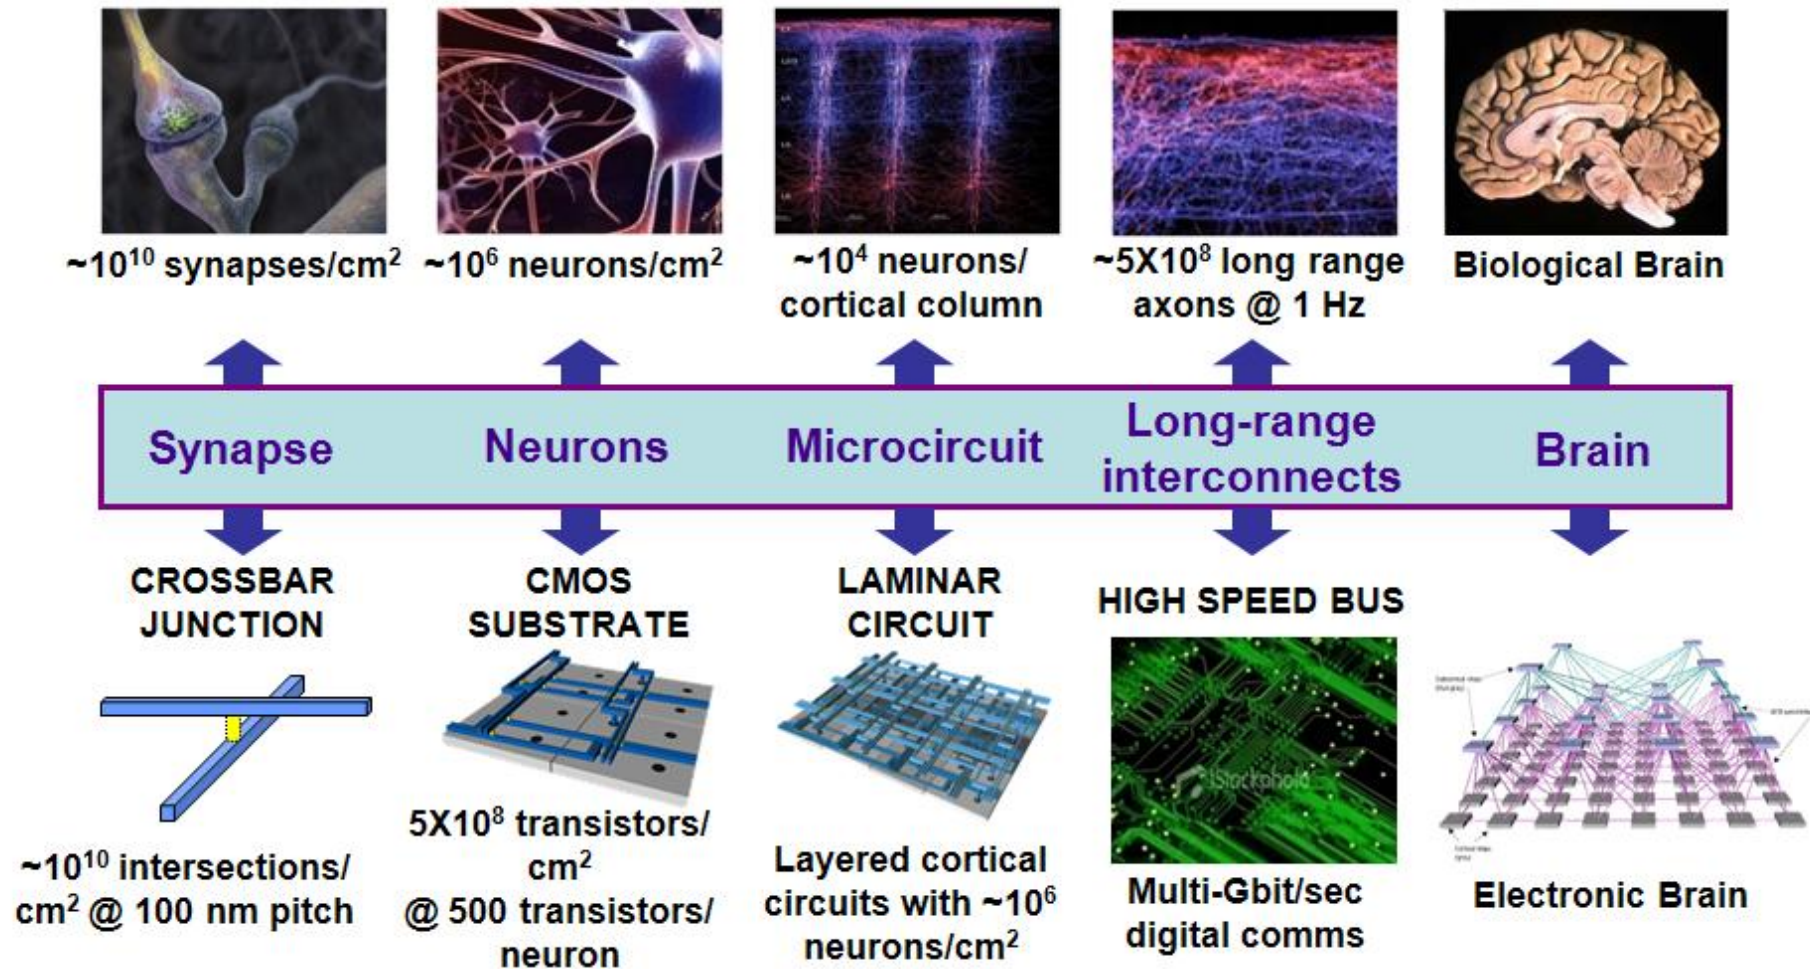 ~10¹⁰ synapses/cm²
~10⁶ neurons/cm²
~10⁴ neurons/
cortical column
~5X10⁸ long range
axons @ 1 Hz
Biological Brain
Synapse
Neurons
Microcircuit
Long-range
interconnects
Brain
CROSSBAR
JUNCTION
CMOS
SUBSTRATE
LAMINAR
CIRCUIT
HIGH SPEED BUS
iStockphoto
~10¹⁰ intersections/
cm² @ 100 nm pitch
5X10⁸ transistors/
cm²
@ 500 transistors/
neuron
Layered cortical
circuits with ~10⁶
neurons/cm²
Multi-Gbit/sec
digital comms
Electronic Brain